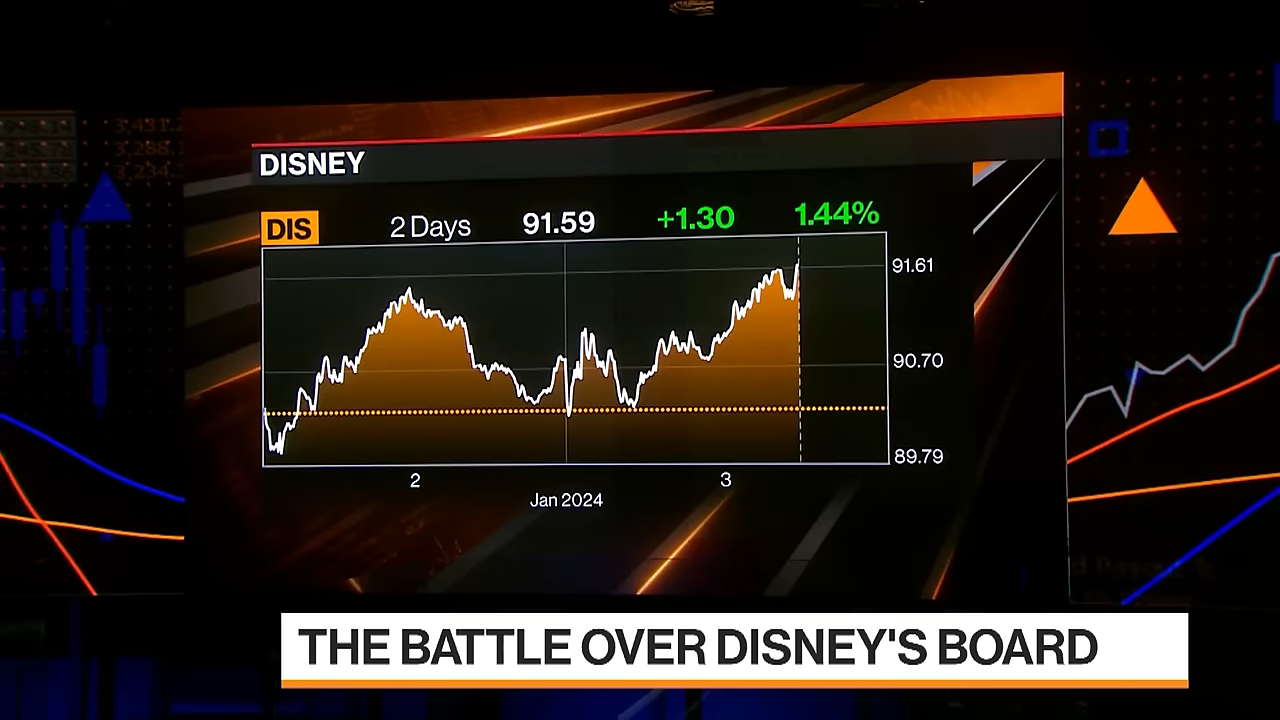 DISNEY
DIS 2 Days 91.59 +1.30 1.44%
91.61
90.70
89.79
2 3
Jan 2024
THE BATTLE OVER DISNEY'S BOARD